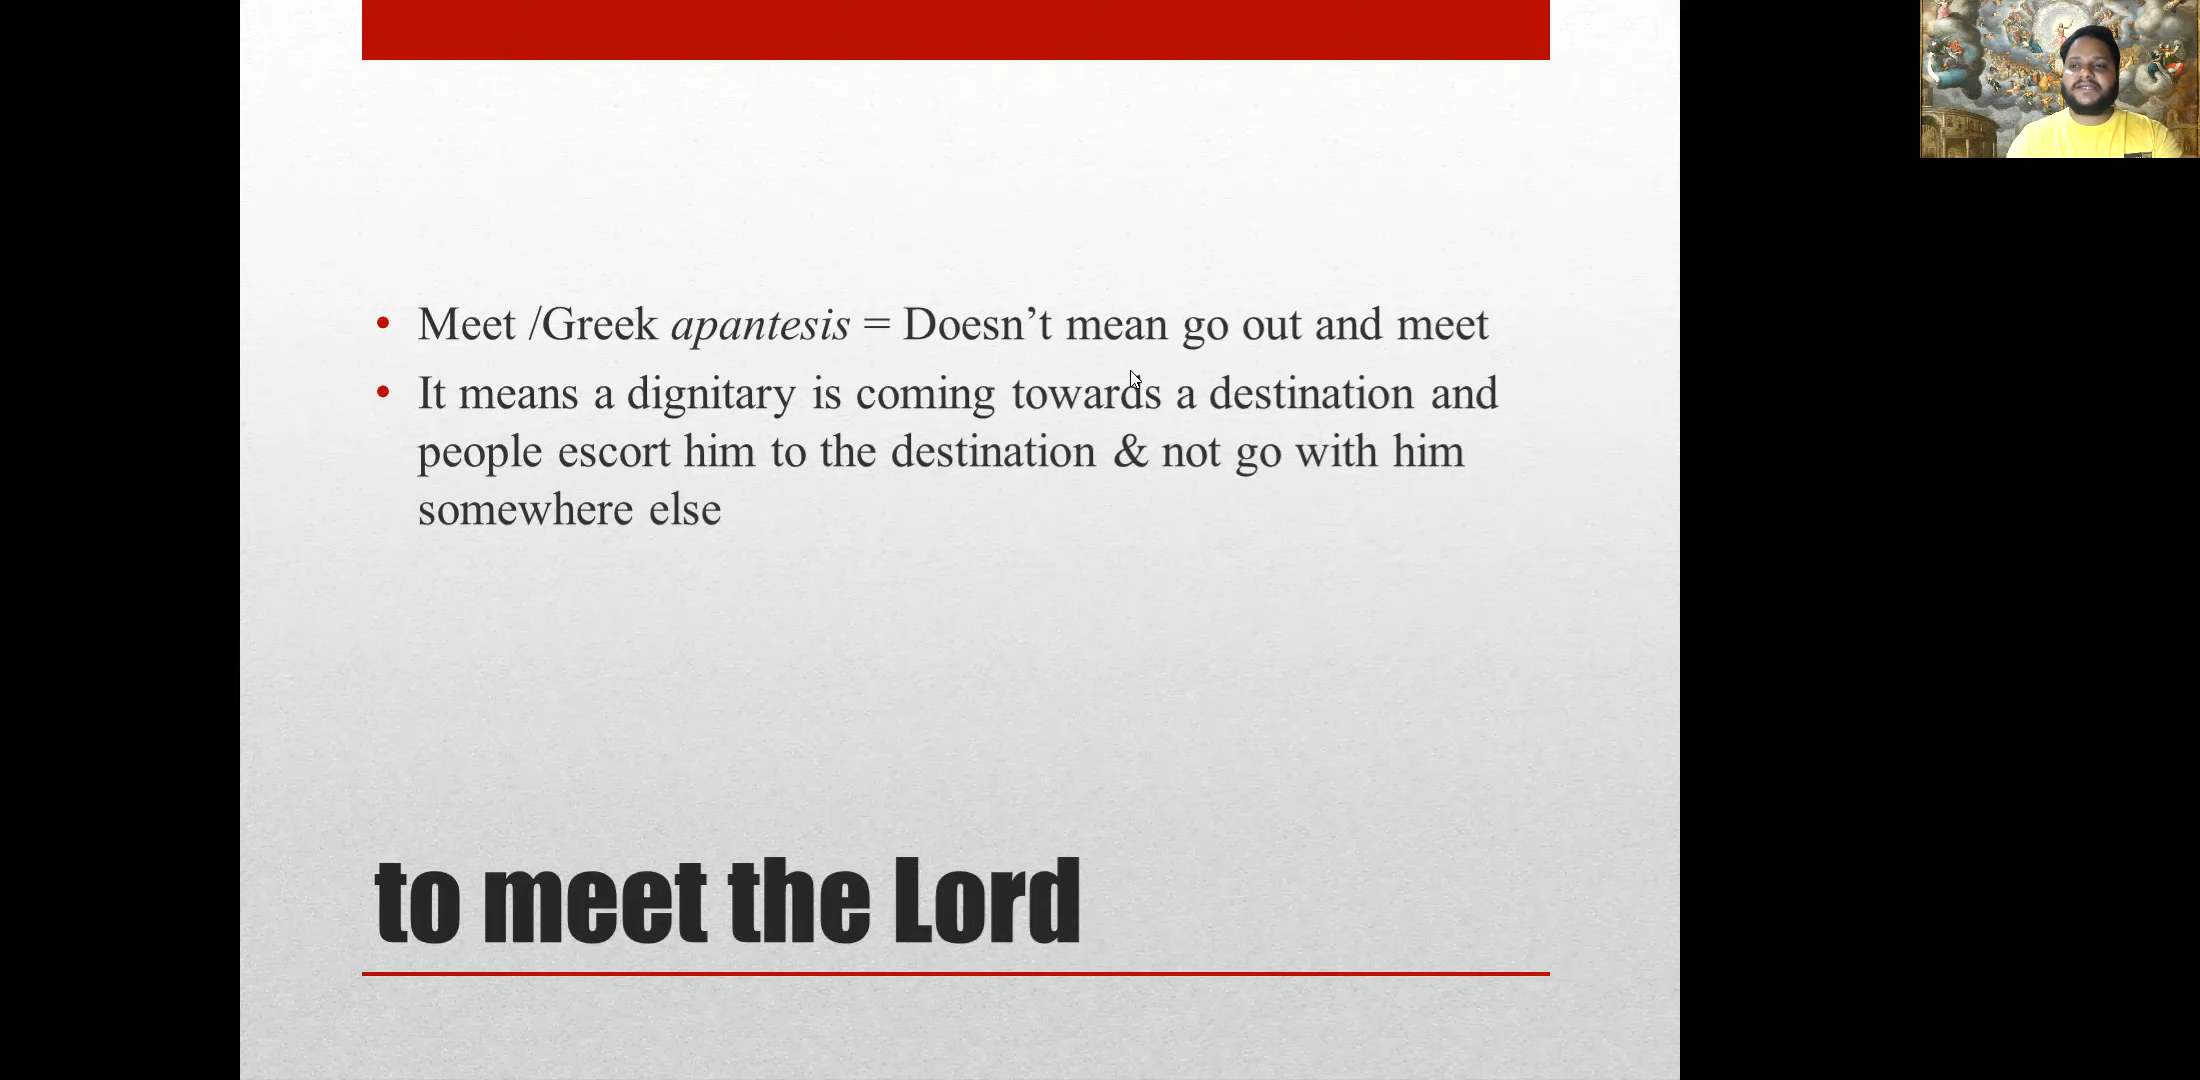 • Meet /Greek apantesis = Doesn’t mean go out and meet
• It means a dignitary is coming towards a destination and
people escort him to the destination & not go with him
somewhere else
to meet the Lord